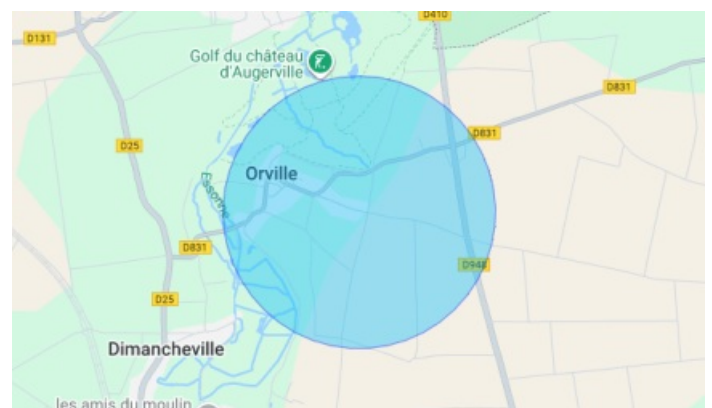 D410
D131
Golf du château
d'Augerville
D831
D831
D25
Orville
Essonne
D831
D948
D25
Dimancheville
les amis du moulin